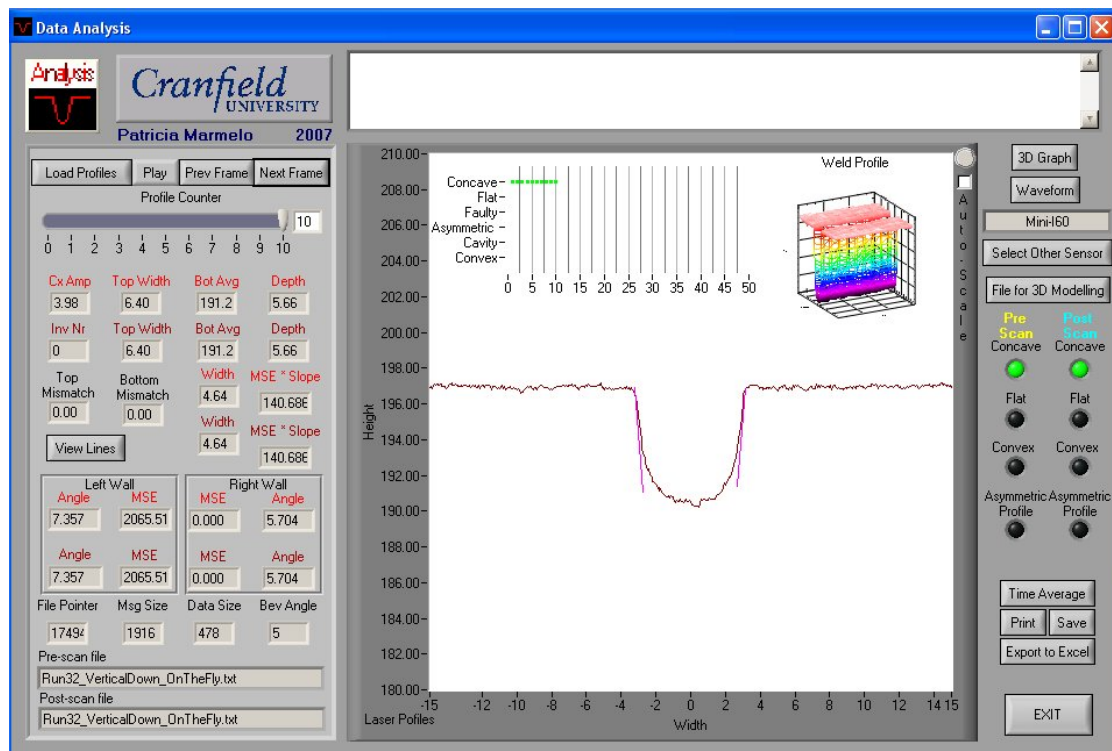 Data Analysis
Analysis
Cranfield
UNIVERSITY
Patricia Marmelo 2007
Load Profiles Play Prev Frame Next Frame
Profile Counter
10
0 1 2 3 4 5 6 7 8 9 10
Cx Amp Top Width Bot Avg Depth
3.98 6.40 191.2 5.66
Inv Nr Top Width Bot Avg Depth
0 6.40 191.2 5.66
Top Mismatch Bottom Mismatch Width MSE * Slope
0.00 0.00 4.64 140.68
Width MSE * Slope
4.64 140.68
View Lines
Left Wall Right Wall
Angle MSE MSE Angle
7.357 2065.51 0.000 5.704
Angle MSE MSE Angle
7.357 2065.51 0.000 5.704
File Pointer Msg Size Data Size Bev Angle
1749 1916 478 5
Pre-scan file
Run32_VerticalDown_OnTheFly.txt
Post-scan file
Run32_VerticalDown_OnTheFly.txt
210.00
208.00
206.00
204.00
202.00
200.00
198.00
196.00
194.00
192.00
190.00
188.00
186.00
184.00
182.00
180.00
Height
Concave
Flat
Faulty
Asymmetric
Cavity
Convex
0 5 10 15 20 25 30 35 40 45 50
Weld Profile
Auto-Scale
-15 -12 -10 -8 -6 -4 -2 0 2 4 6 8 10 12 14 15
Laser Pofiles
Width
3D Graph
Waveform
Mini-I60
Select Other Sensor
File for 3D Modelling
Pre Scan Post Scan
Concave Concave
Flat Flat
Convex Convex
Asymmetric Profile Asymmetric Profile
Time Average
Print Save
Export to Excel
EXIT